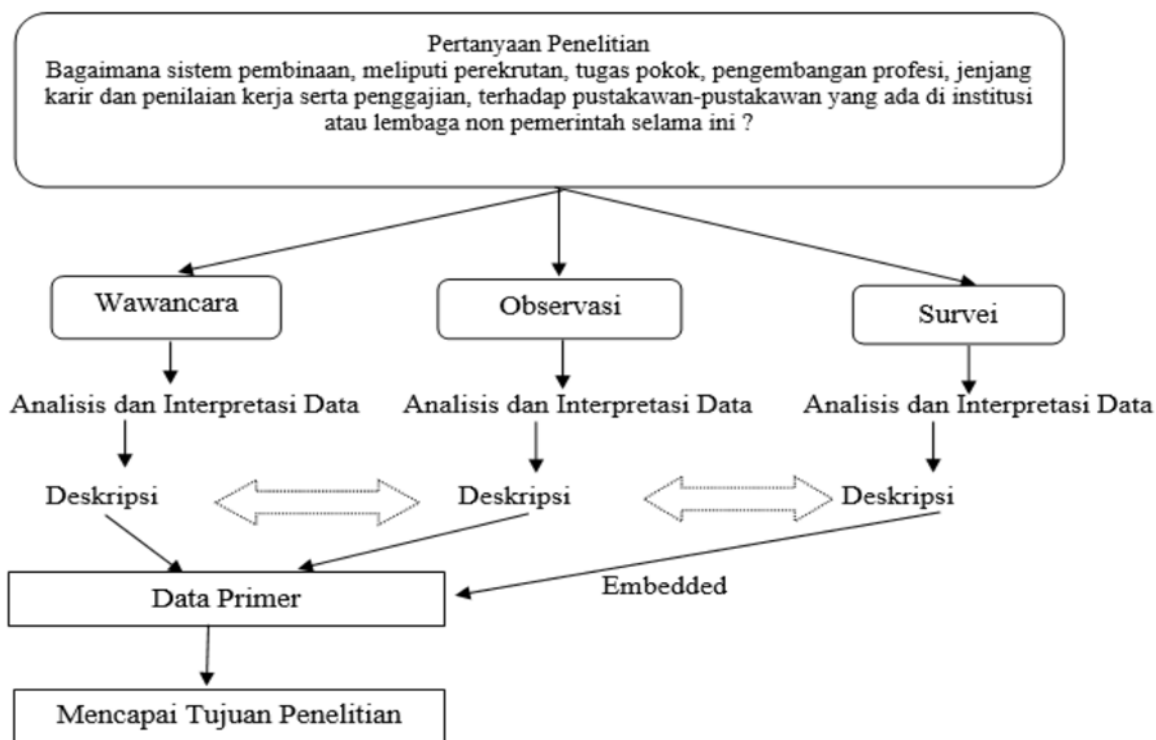 Pertanyaan Penelitian
Bagaimana sistem pembinaan, meliputi perekrutan, tugas pokok, pengembangan profesi, jenjang
karir dan penilaian kerja serta penggajian, terhadap pustakawan-pustakawan yang ada di institusi
atau lembaga non pemerintah selama ini ?
Wawancara
Observasi
Survei
Analisis dan Interpretasi Data
Analisis dan Interpretasi Data
Analisis dan Interpretasi Data
Deskripsi
Deskripsi
Deskripsi
Embedded
Data Primer
Mencapai Tujuan Penelitian